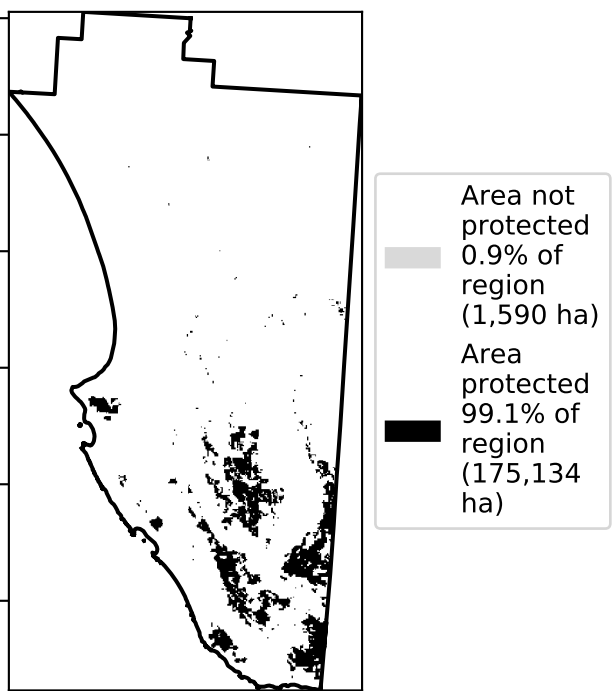 Area not
protected
0.9% of
region
(1,590 ha)
Area
protected
99.1% of
region
(175,134
ha)